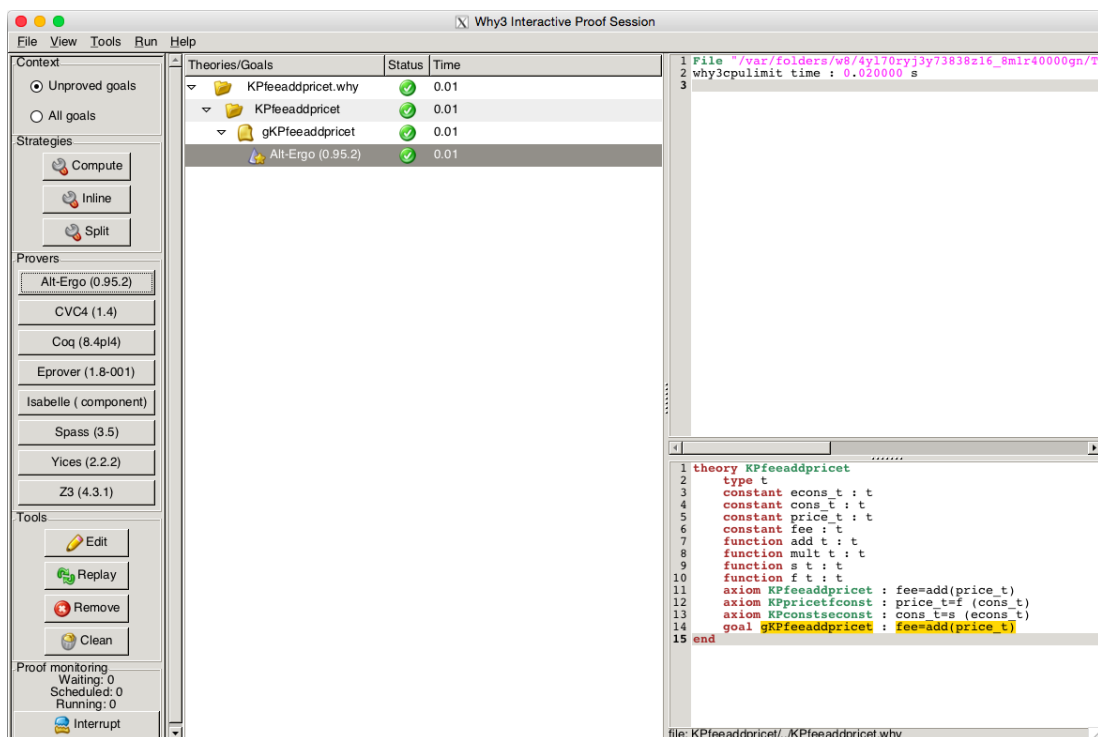 Why3 Interactive Proof Session
File View Tools Run Help
Context
Unproved goals
All goals
Strategies
Compute
Inline
Split
Provers
Alt-Ergo (0.95.2)
CVC4 (1.4)
Coq (8.4pl4)
Eprover (1.8-001)
Isabelle ( component)
Spass (3.5)
Yices (2.2.2)
Z3 (4.3.1)
Tools
Edit
Replay
Remove
Clean
Proof monitoring
Waiting: 0
Scheduled: 0
Running: 0
Interrupt
Theories/Goals Status Time
KPfeeaddpricet.why 0.01
KPfeeaddpricet 0.01
gKPfeeaddpricet 0.01
Alt-Ergo (0.95.2) 0.01
1 File "/var/folders/w8/4yl70ryj3y73838z16_8m1r40000gn/T
2 why3cpulimit time : 0.020000 s
3
1 theory KPfeeaddpricet
2 type t
3 constant econs_t : t
4 constant cons_t : t
5 constant price_t : t
6 constant fee : t
7 function add t : t
8 function mult t : t
9 function s t : t
10 function f t : t
11 axiom KPfeeaddpricet : fee=add(price_t)
12 axiom KPpricetfconst : price_t=f (cons_t)
13 axiom KPconstseconst : cons_t=s (econs_t)
14 goal gKPfeeaddpricet : fee=add(price_t)
15 end
file: KPfeeaddpricet/../KPfeeaddpricet.why